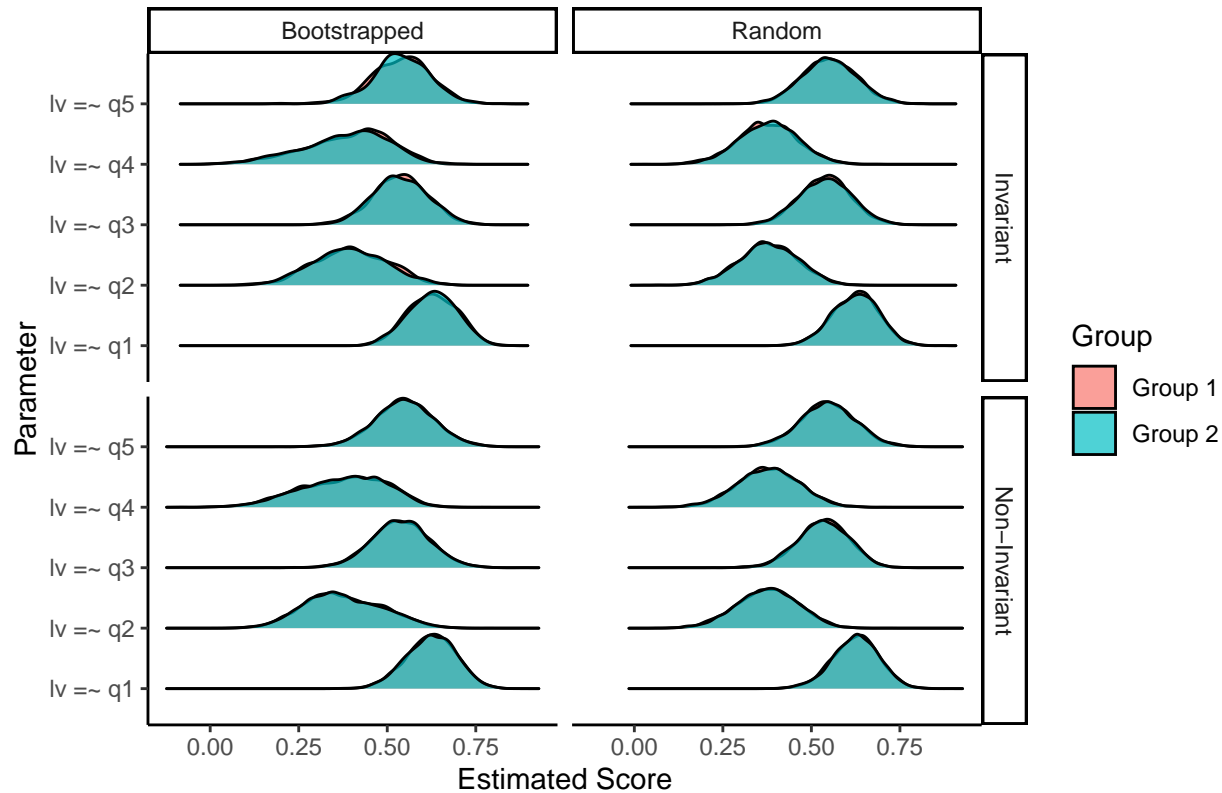 Bootstrapped
Random
lv =~ q5
lv =~ q4
lv =~ q3
lv =~ q2
lv =~ q1
Invariant
lv =~ q5
lv =~ q4
lv =~ q3
lv =~ q2
lv =~ q1
Non−Invariant
Parameter
0.00 0.25 0.50 0.75
0.00 0.25 0.50 0.75
Estimated Score
Group
Group 1
Group 2